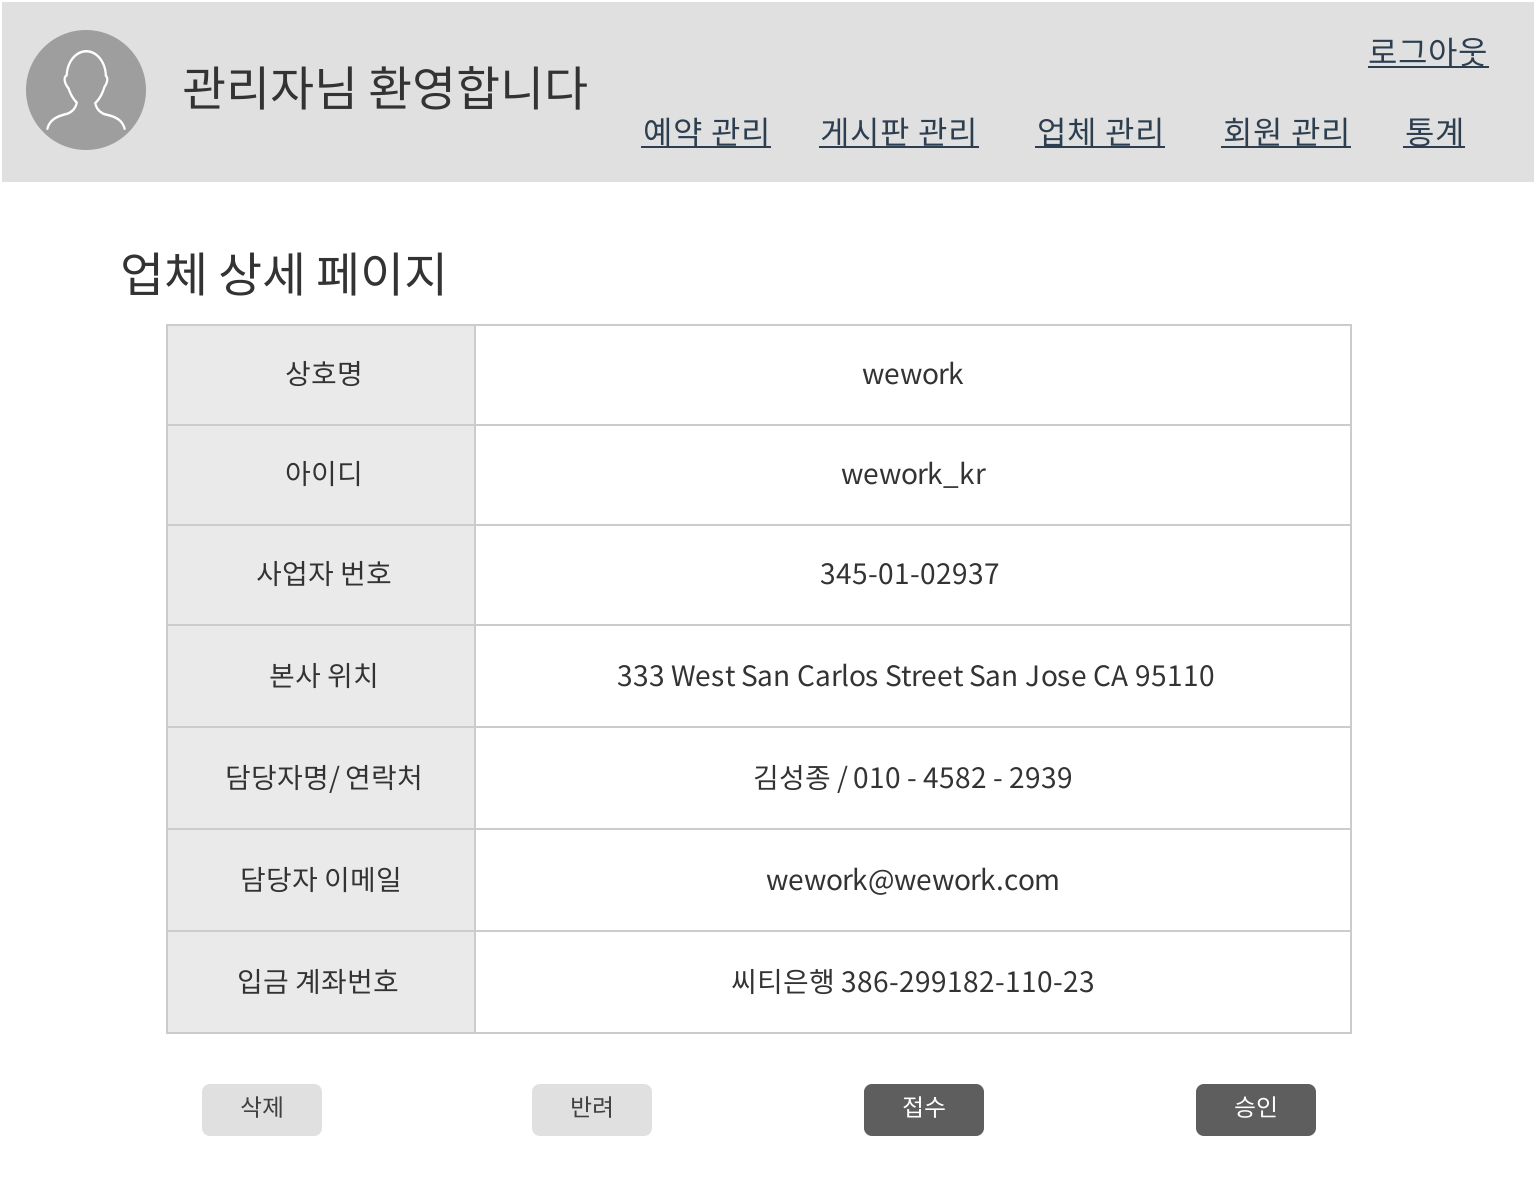 로그아웃
관리자님 환영합니다
예약 관리 게시판 관리 업체 관리 회원 관리 통계
업체 상세 페이지
상호명 wework
아이디 wework_kr
사업자 번호 345-01-02937
본사 위치 333 West San Carlos Street San Jose CA 95110
담당자명/ 연락처 김성종 / 010 - 4582 - 2939
담당자 이메일 wework@wework.com
입금 계좌번호 씨티은행 386-299182-110-23
삭제 반려 접수 승인